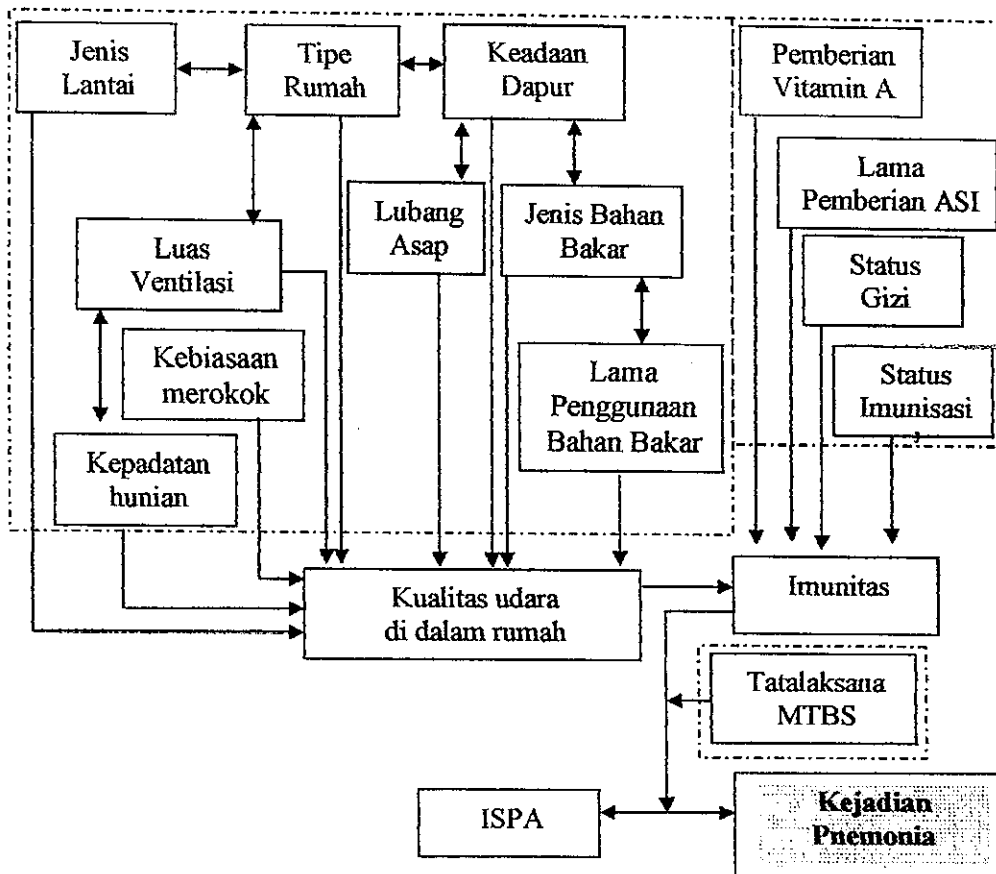 Jenis
Lantai
Tipe
Rumah
Keadaan
Dapur
Pemberian
Vitamin A
Lama
Pemberian ASI
Lubang
Asap
Jenis Bahan
Bakar
Luas
Ventilasi
Status
Gizi
Kebiasaan
merokok
Lama
Penggunaan
Bahan Bakar
Status
Imunisasi
Kepadatan
hunian
Kualitas udara
di dalam rumah
Imunitas
Tatalaksana
MTBS
ISPA
Kejadian
Pnemonia